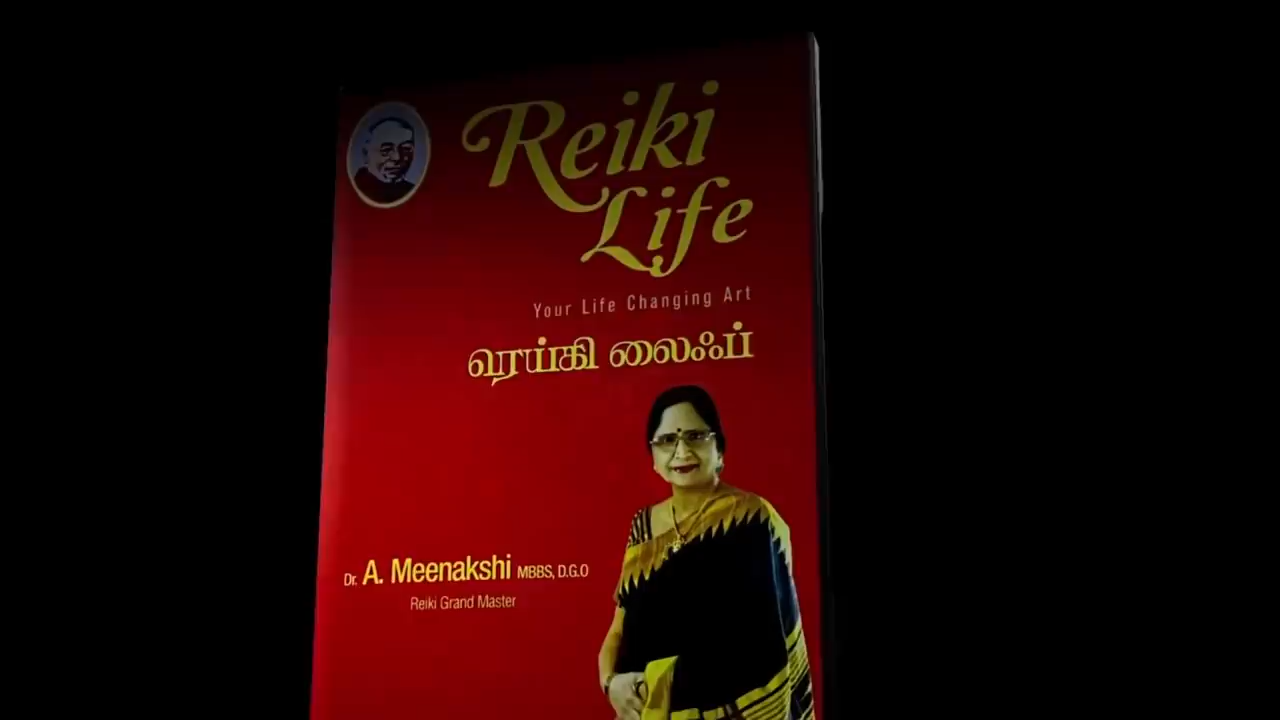 Reiki
Life
Your Life Changing Art
ரெய்கி லைஃப்
Dr. A. Meenakshi MBBS, D.G.O
Reiki Grand Master